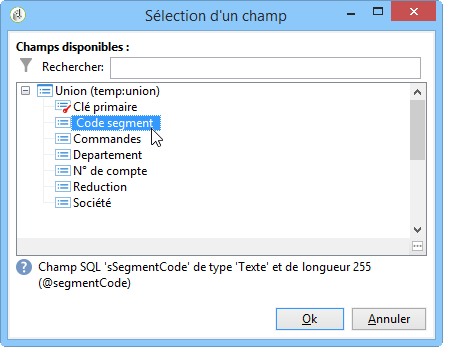 Sélection d'un champ
Champs disponibles :
Rechercher:
Union (temp:union)
Clé primaire
Code segment
Commandes
Departement
N° de compte
Reduction
Société
Champ SQL 'sSegmentCode' de type 'Texte' et de longueur 255
(@segmentCode)
Ok Annuler